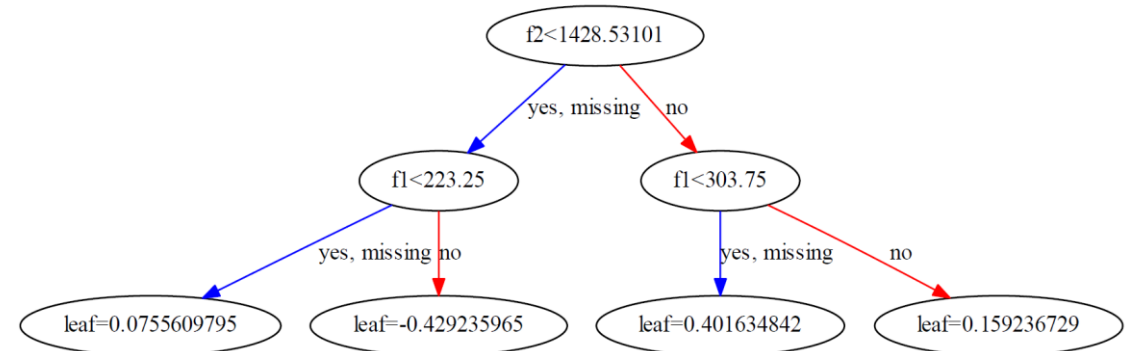 f2<1428.53101
yes, missing no
f1<223.25 f1<303.75
yes, missing no yes, missing no
leaf=0.0755609795 leaf=-0.429235965 leaf=0.401634842 leaf=0.159236729